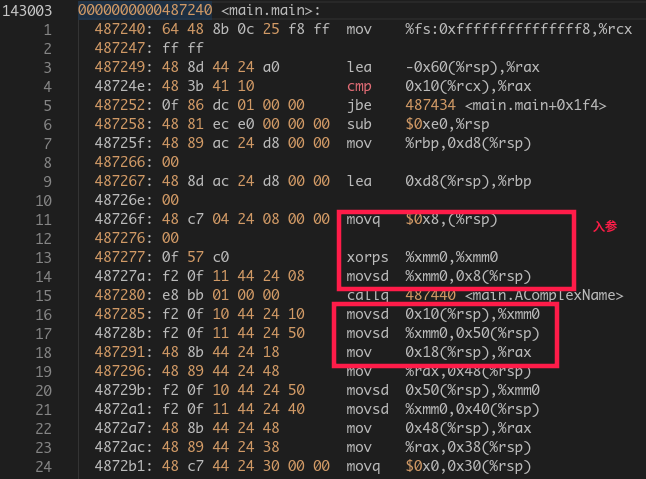 143003 0000000000487240 <main.main>:
1 487240: 64 48 8b 0c 25 f8 ff mov %fs:0xfffffffffffffff8,%rcx
2 487247: ff ff
3 487249: 48 8d 44 24 a0 lea -0x60(%rsp),%rax
4 48724e: 48 3b 41 10 cmp 0x10(%rcx),%rax
5 487252: 0f 86 dc 01 00 00 jbe 487434 <main.main+0x1f4>
6 487258: 48 81 ec e0 00 00 00 sub $0xe0,%rsp
7 48725f: 48 89 ac 24 d8 00 00 mov %rbp,0xd8(%rsp)
8 487266: 00
9 487267: 48 8d ac 24 d8 00 00 lea 0xd8(%rsp),%rbp
10 48726e: 00
11 48726f: 48 c7 04 24 08 00 00 movq $0x8,(%rsp) 入参
12 487276: 00
13 487277: 0f 57 c0 xorps %xmm0,%xmm0
14 48727a: f2 0f 11 44 24 08 movsd %xmm0,0x8(%rsp)
15 487280: e8 bb 01 00 00 callq 487440 <main.AComplexName>
16 487285: f2 0f 10 44 24 10 movsd 0x10(%rsp),%xmm0
17 48728b: f2 0f 11 44 24 50 movsd %xmm0,0x50(%rsp)
18 487291: 48 8b 44 24 18 mov 0x18(%rsp),%rax
19 487296: 48 89 44 24 48 mov %rax,0x48(%rsp)
20 48729b: f2 0f 10 44 24 50 movsd 0x50(%rsp),%xmm0
21 4872a1: f2 0f 11 44 24 40 movsd %xmm0,0x40(%rsp)
22 4872a7: 48 8b 44 24 48 mov 0x48(%rsp),%rax
23 4872ac: 48 89 44 24 38 mov %rax,0x38(%rsp)
24 4872b1: 48 c7 44 24 30 00 00 movq $0x0,0x30(%rsp)